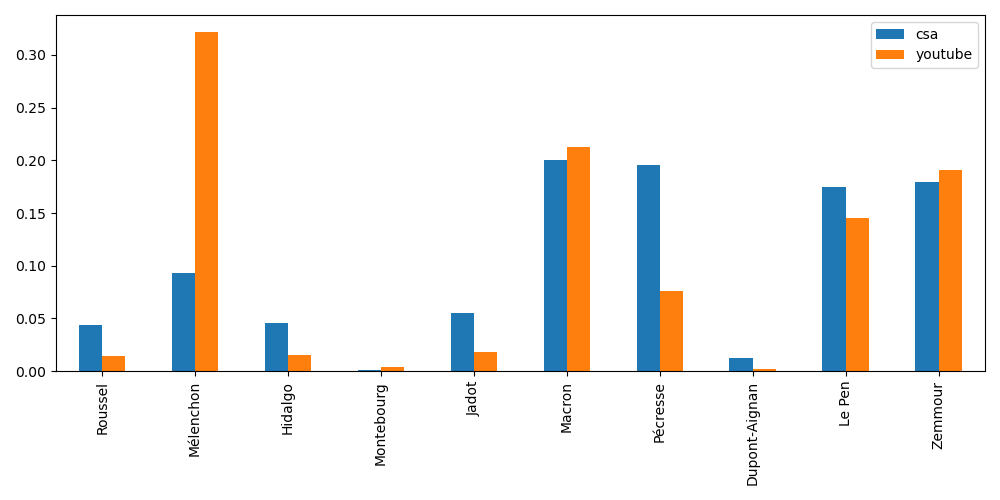 csa
youtube
0.30
0.25
0.20
0.15
0.10
0.05
0.00
Roussel
Mélenchon
Hidalgo
Montebourg
Jadot
Macron
Pécresse
Dupont-Aignan
Le Pen
Zemmour